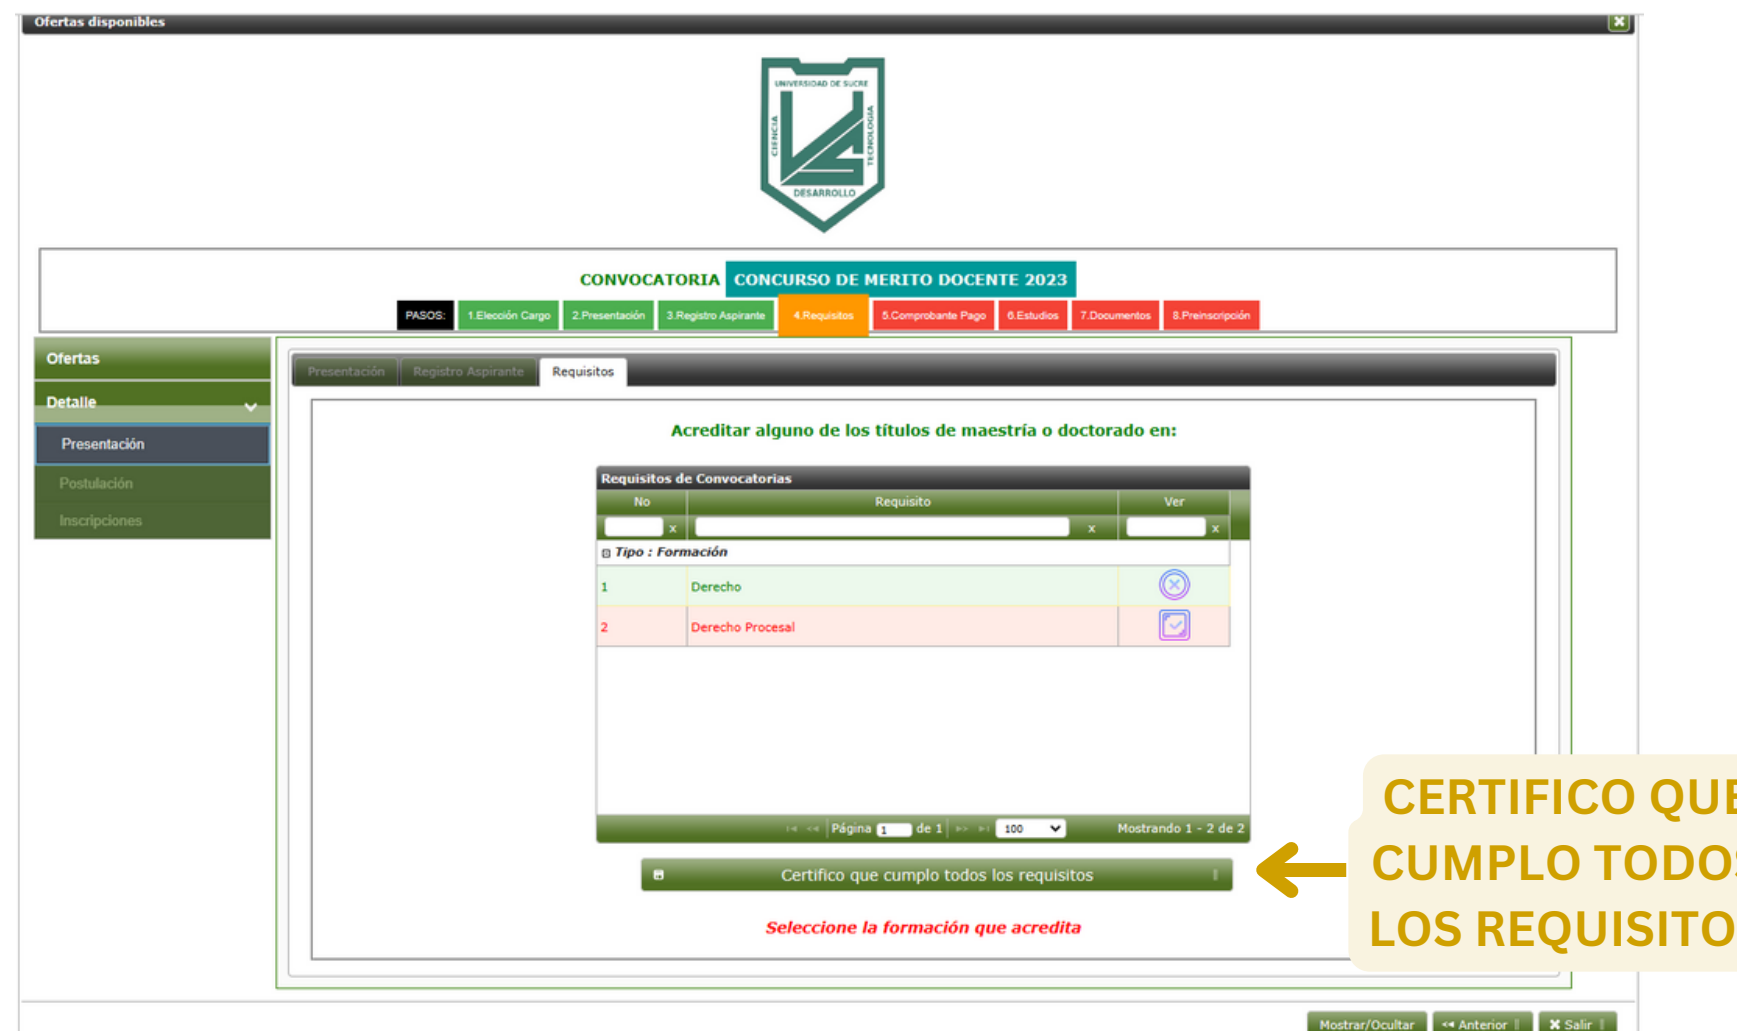 Ofertas disponibles
UNIVERSIDAD DE SUCRE
CIENCIA
TECNOLOGIA
DESARROLLO
CONVOCATORIA CONCURSO DE MERITO DOCENTE 2023
PASOS: 1.Elección Cargo 2.Presentación 3.Registro Aspirante 4.Requisitos 5.Comprobante Pago 6.Estudios 7.Documentos 8.Preinscripción
Ofertas
Detalle
Presentación
Postulación
Inscripciones
Presentación Registro Aspirante Requisitos
Acreditar alguno de los títulos de maestría o doctorado en:
Requisitos de Convocatorias
No Requisito Ver
x x x
Tipo : Formación
1 Derecho
2 Derecho Procesal
Página 1 de 1 100 Mostrando 1 - 2 de 2
Certifico que cumplo todos los requisitos
Seleccione la formación que acredita
CERTIFICO QUE
CUMPLO TODOS
LOS REQUISITO
Mostrar/Ocultar Anterior Salir